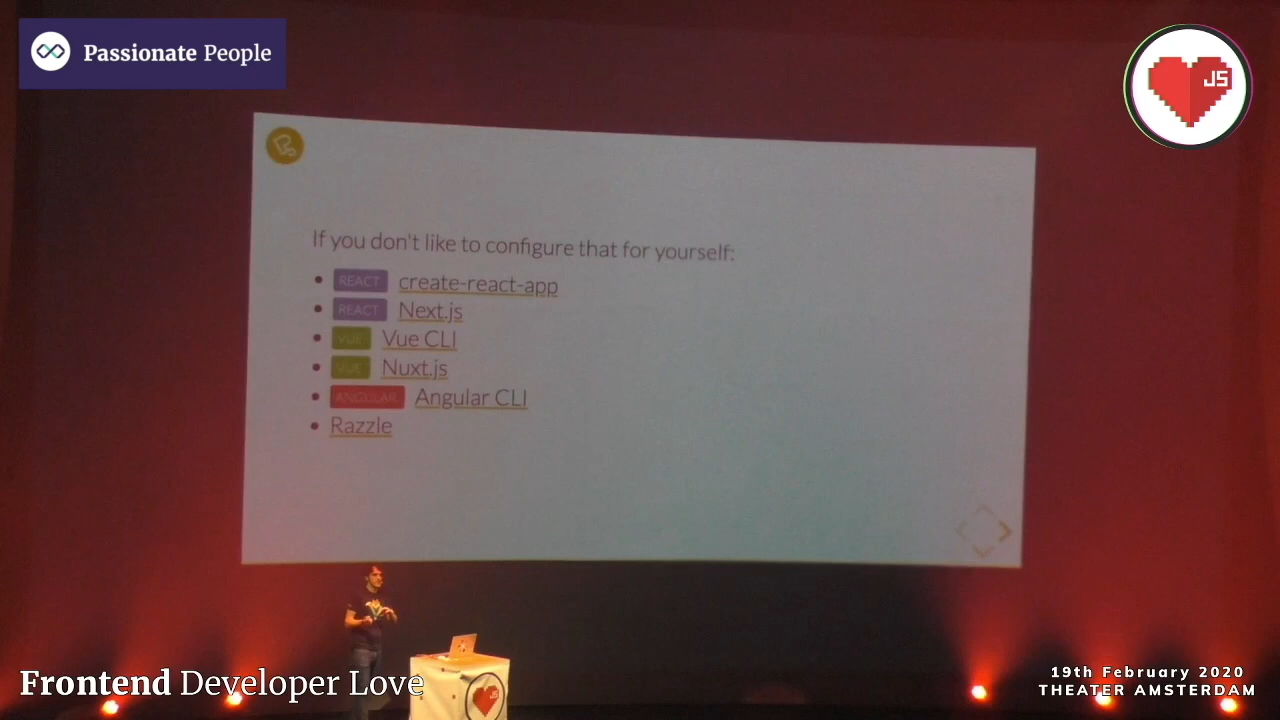 Passionate People
JS
If you don't like to configure that for yourself:
REACT create-react-app
REACT Next.js
VUE Vue CLI
VUE Nuxt.js
ANGULAR Angular CLI
Razzle
JS
Frontend Developer Love
19th February 2020
THEATER AMSTERDAM